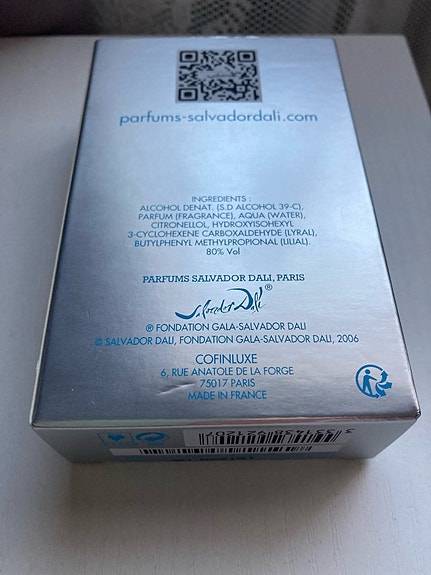 parfums-salvadordali.com
INGREDIENTS :
ALCOHOL DENAT. (S.D ALCOHOL 39-C),
PARFUM (FRAGRANCE), AQUA (WATER),
CITRONELLOL, HYDROXYISOHEXYL
3-CYCLOHEXENE CARBOXALDEHYDE (LYRAL),
BUTYLPHENYL METHYLPROPIONAL (LILIAL).
80% Vol
PARFUMS SALVADOR DALI, PARIS
Salvador Dalí ®
® FONDATION GALA-SALVADOR DALI
© SALVADOR DALI, FONDATION GALA-SALVADOR DALI, 2006
COFINLUXE
6, RUE ANATOLE DE LA FORGE
75017 PARIS
MADE IN FRANCE